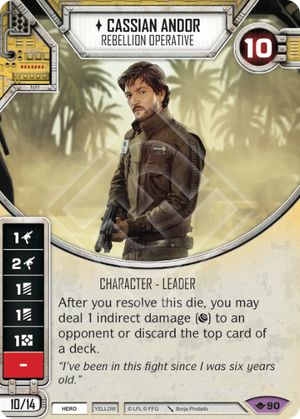 CASSIAN ANDOR
REBELLION OPERATIVE
10
1
2
1
1
1
-
CHARACTER - LEADER
After you resolve this die, you may
deal 1 indirect damage ( ) to an
opponent or discard the top card of
a deck.
"I've been in this fight since I was six years
old."
10/14
HERO
YELLOW
© LFL © FFG
Borja Pindado
90